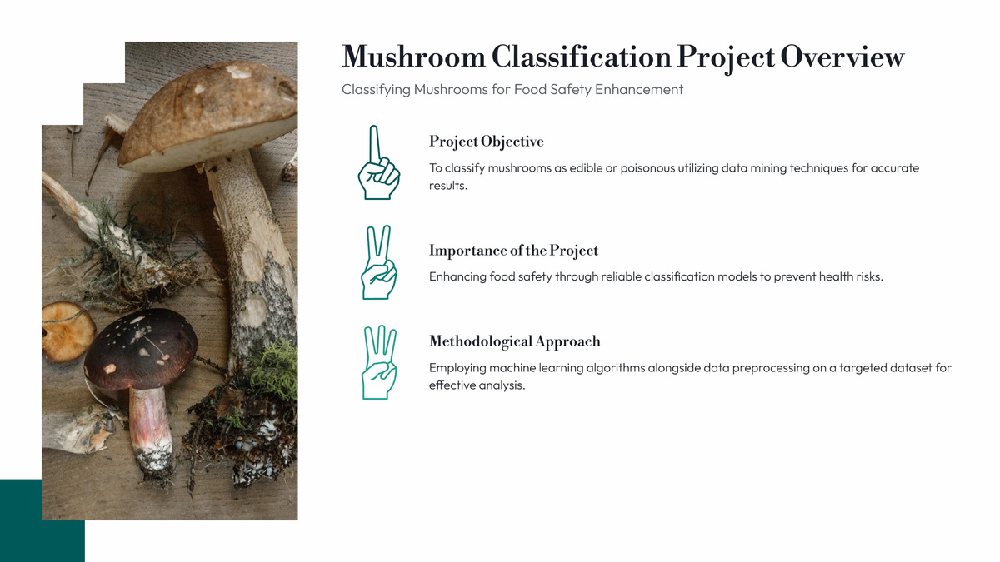 Mushroom Classification Project Overview
Classifying Mushrooms for Food Safety Enhancement
Project Objective
To classify mushrooms as edible or poisonous utilizing data mining techniques for accurate
results.
Importance of the Project
Enhancing food safety through reliable classification models to prevent health risks.
Methodological Approach
Employing machine learning algorithms alongside data preprocessing on a targeted dataset for
effective analysis.